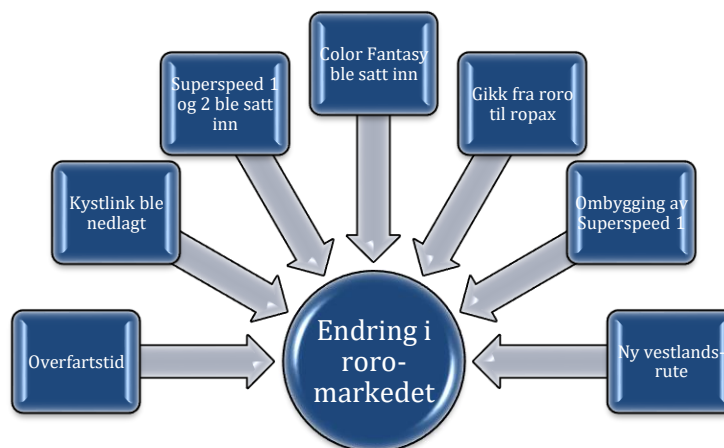 Overfartstid
Kystlink ble
nedlagt
Superspeed 1
og 2 ble satt
inn
Color Fantasy
ble satt inn
Gikk fra roro
til ropax
Ombygging av
Superspeed 1
Ny vestlands-
rute
Endring i
roro-
markedet